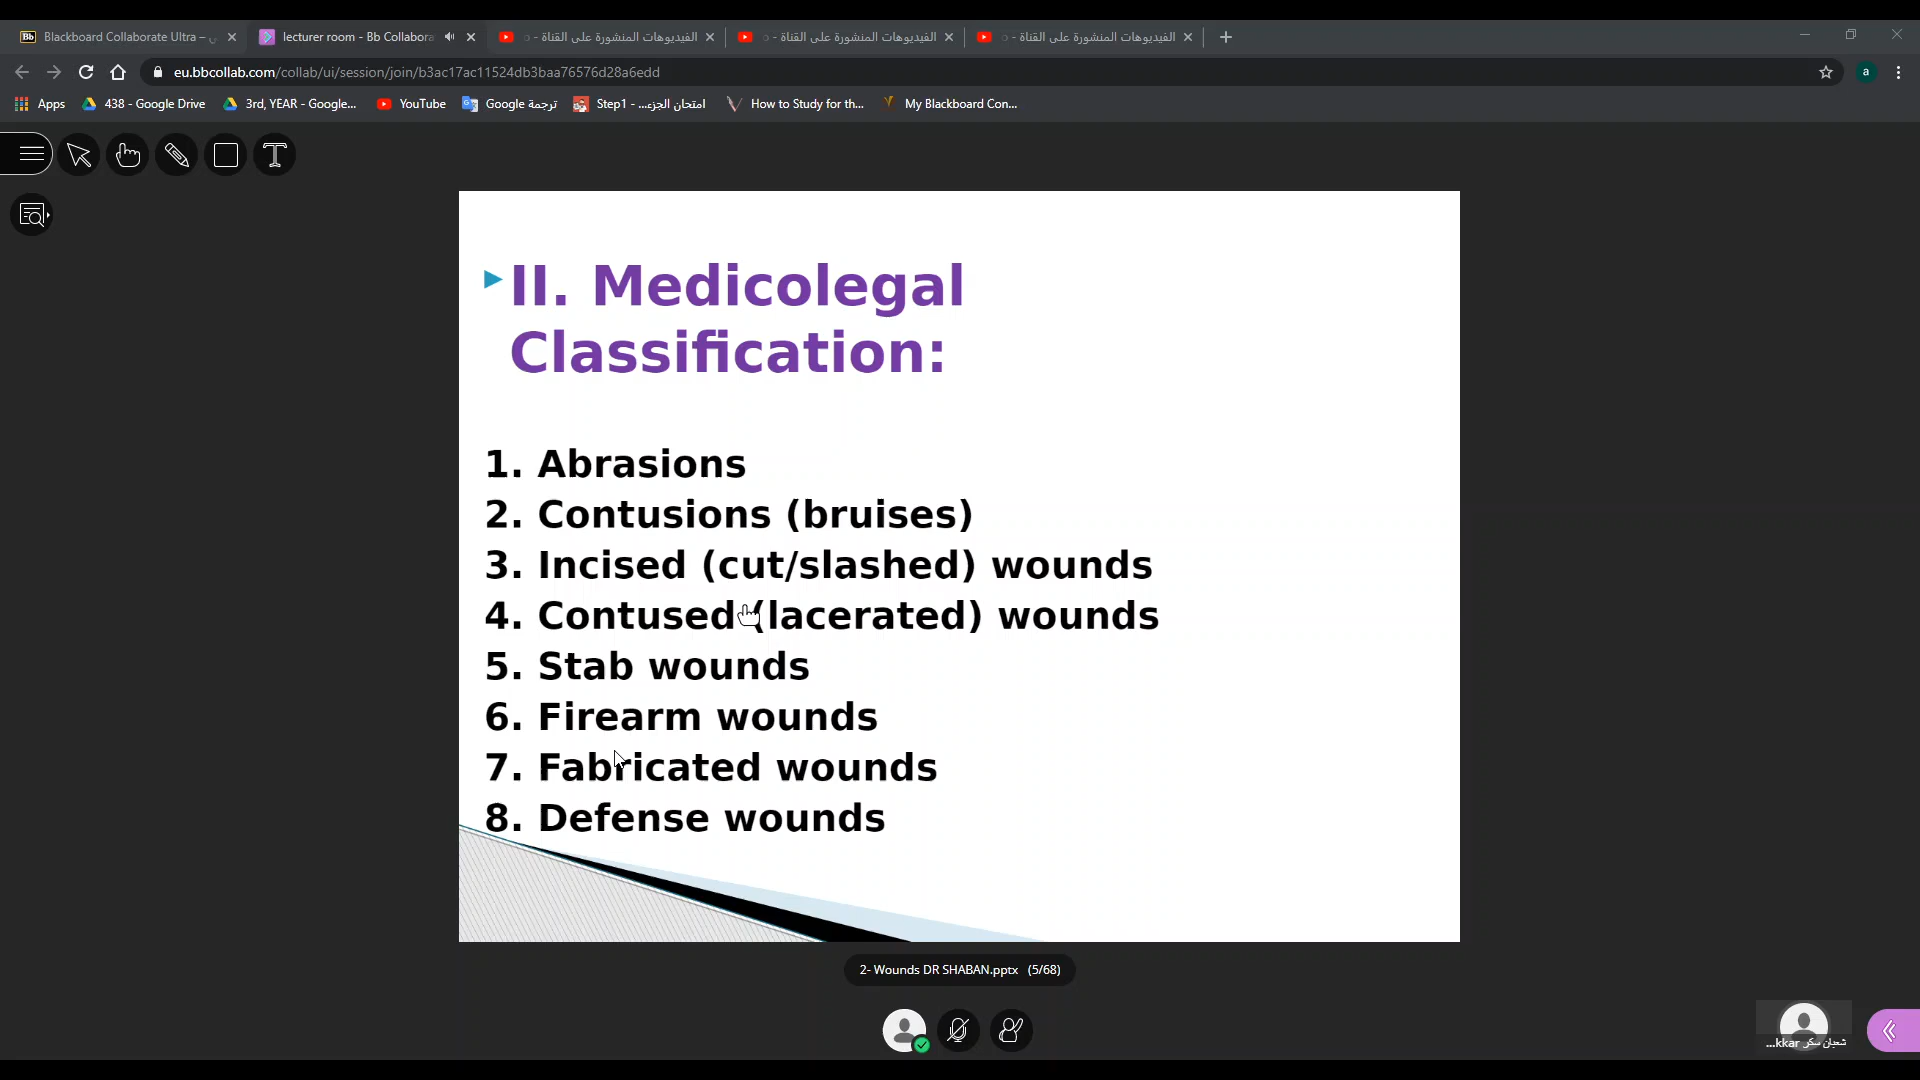 Blackboard Collaborate Ultra –
lecturer room - Bb Collabora
الفيديوهات المنشورة على القناة -
الفيديوهات المنشورة على القناة -
الفيديوهات المنشورة على القناة -
eu.bbcollab.com/collab/ui/session/join/b3ac17ac11524db3baa76576d28a6edd
a
Apps
438 - Google Drive
3rd, YEAR - Google...
YouTube
ترجمة Google
Step1 - ...امتحان الجزء
How to Study for th...
My Blackboard Con...
II. Medicolegal
Classification:
1. Abrasions
2. Contusions (bruises)
3. Incised (cut/slashed) wounds
4. Contused (lacerated) wounds
5. Stab wounds
6. Firearm wounds
7. Fabricated wounds
8. Defense wounds
2- Wounds DR SHABAN.pptx (5/68)
شعبان سكر kkar...